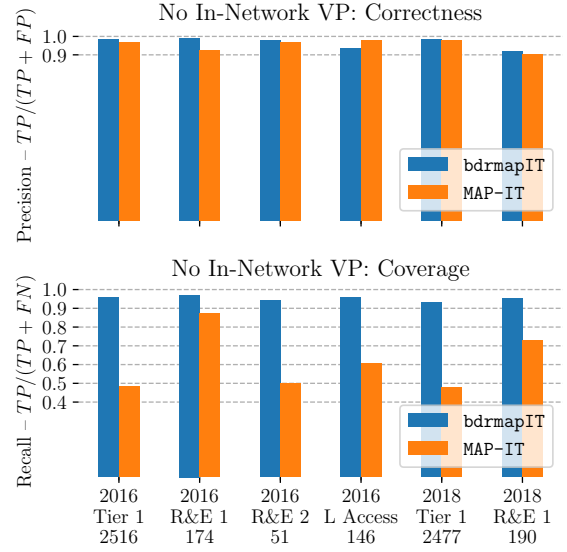 No In-Network VP: Correctness
Precision – TP/(TP + FP)
1.0
0.9
bdrmapIT
MAP-IT
No In-Network VP: Coverage
Recall – TP/(TP + FN)
1.0
0.9
0.8
0.7
0.6
0.5
0.4
bdrmapIT
MAP-IT
2016 2016 2016 2016 2018 2018
Tier 1 R&E 1 R&E 2 L Access Tier 1 R&E 1
2516 174 51 146 2477 190